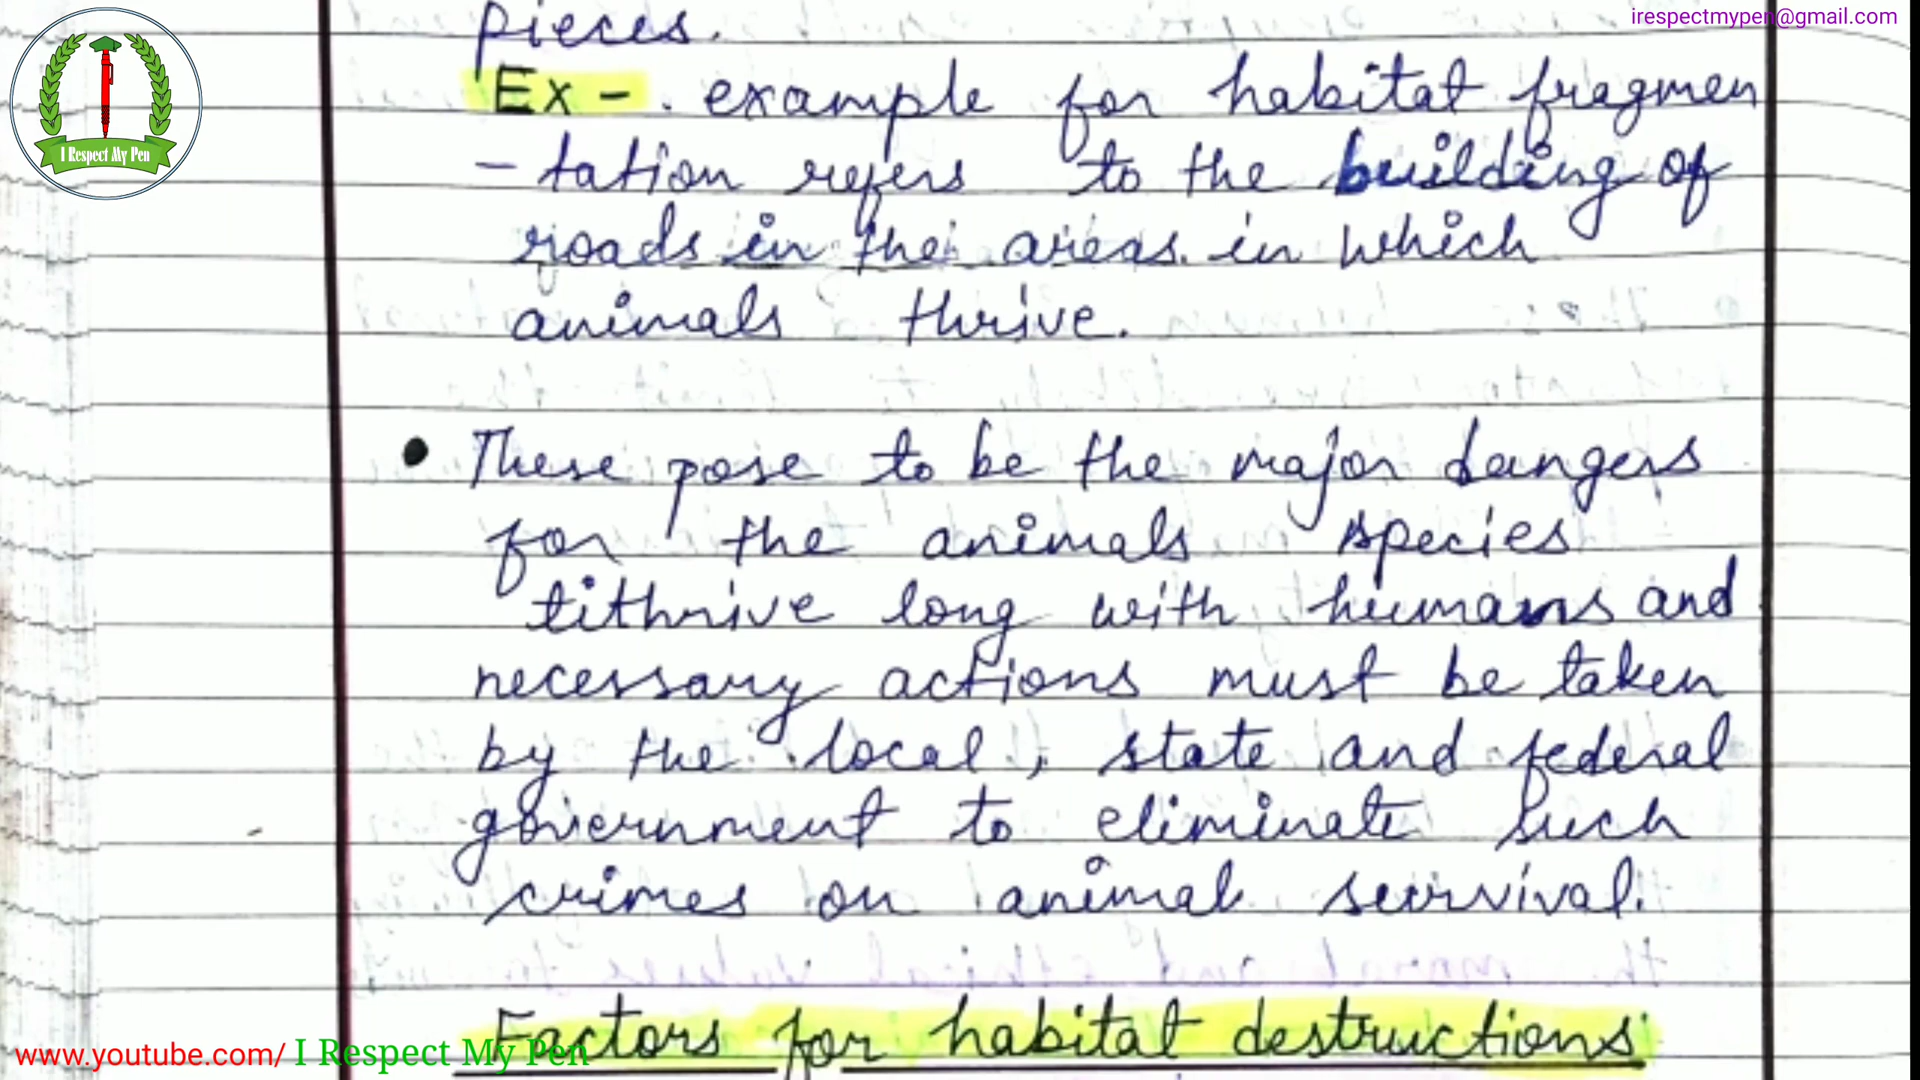 irespectmypen@gmail.com
pieces.
Ex - . example for habitat fragmen
- tation refers to the building of
roads in the areas in which
animals thrive.
• These pose to be the major dangers
for the animals species
tithrive long with humans and
necessary actions must be taken
by the local, state and federal
government to eliminate such
crimes on animal survival.
Factors for habitat destructions
I Respect My Pen
www.youtube.com/ I Respect My Pen